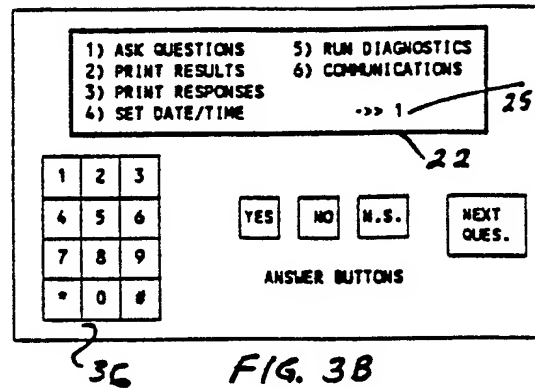 1) ASK QUESTIONS 5) RUN DIAGNOSTICS
2) PRINT RESULTS 6) COMMUNICATIONS
3) PRINT RESPONSES
4) SET DATE/TIME ->> 1
25
22
1 2 3
4 5 6
7 8 9
* 0 #
YES NO N.S.
NEXT
QUES.
ANSWER BUTTONS
36
FIG. 3B